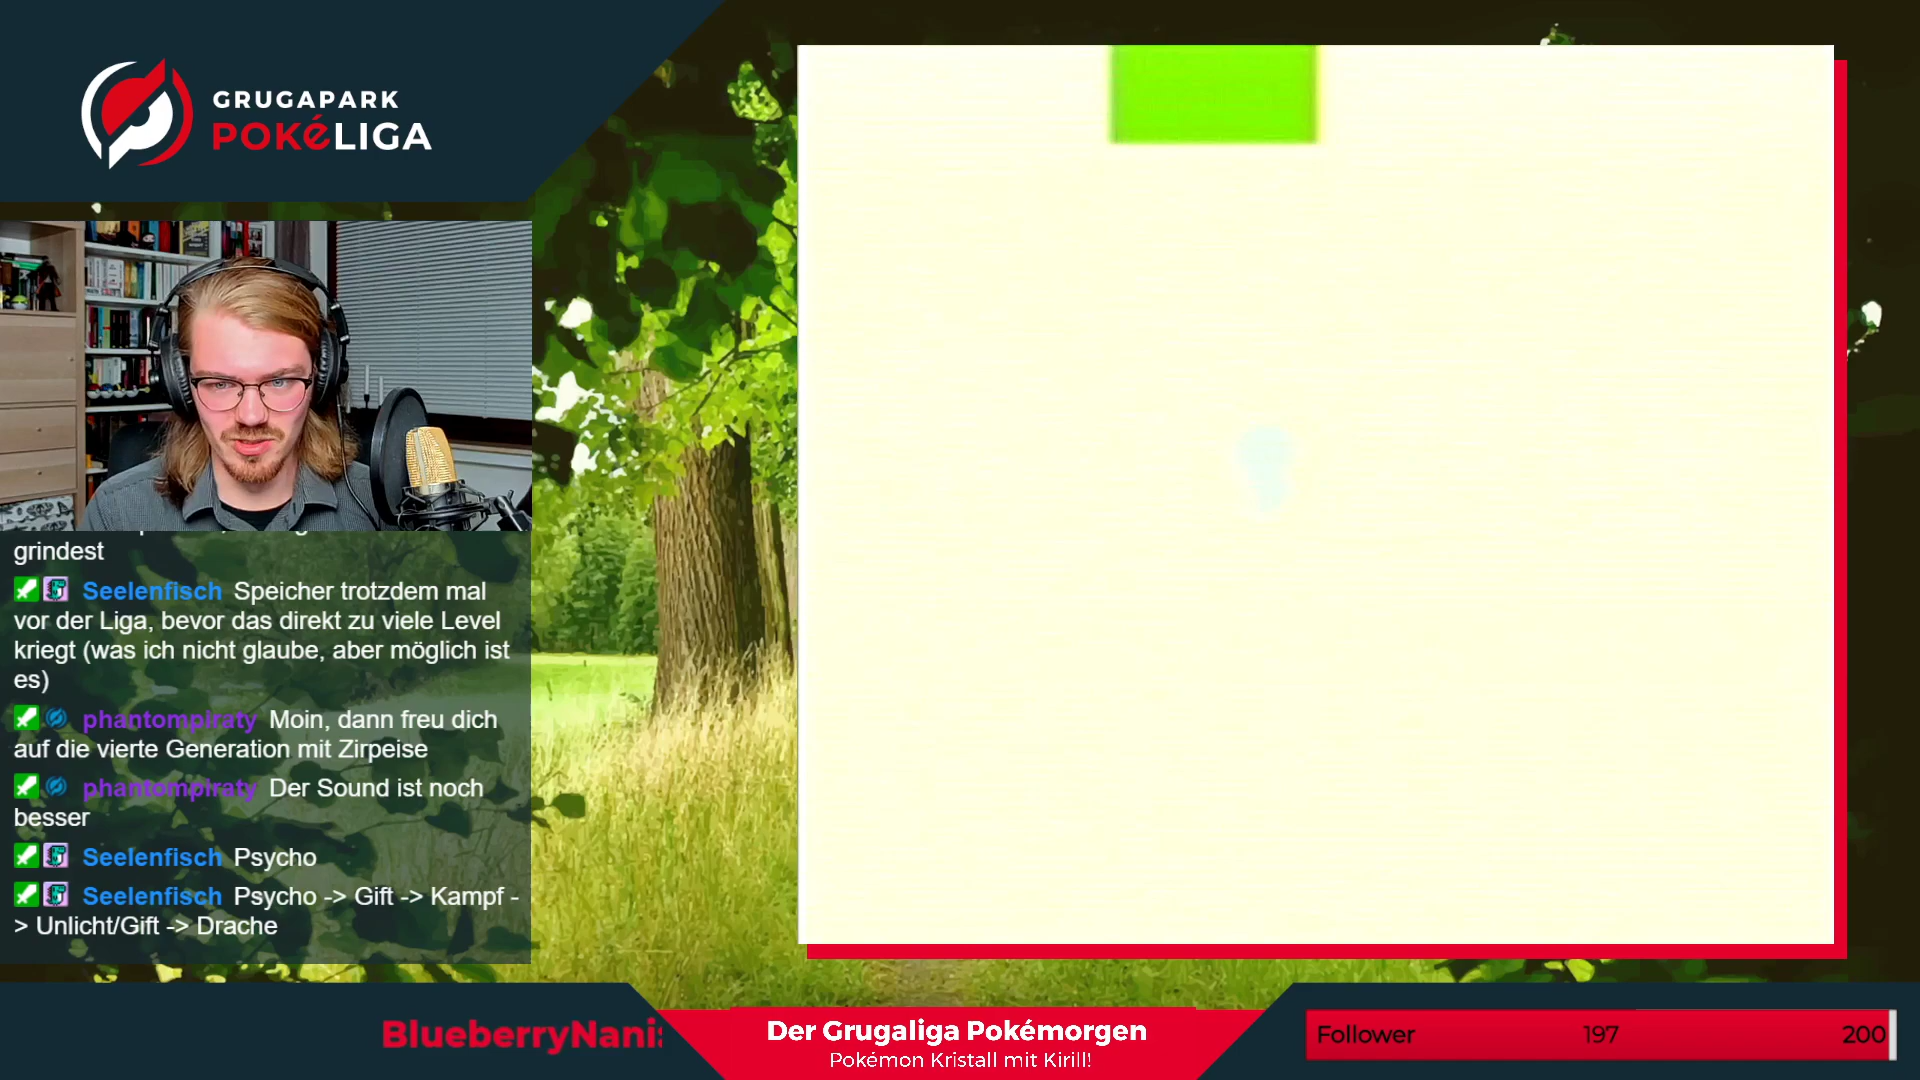 GRUGAPARK
POKéLIGA
grindest
Seelenfisch Speicher trotzdem mal
vor der Liga, bevor das direkt zu viele Level
kriegt (was ich nicht glaube, aber möglich ist
es)
phantompiraty Moin, dann freu dich
auf die vierte Generation mit Zirpeise
phantompiraty Der Sound ist noch
besser
Seelenfisch Psycho
Seelenfisch Psycho -> Gift -> Kampf -
> Unlicht/Gift -> Drache
BlueberryNani
Der Grugaliga Pokémorgen
Pokémon Kristall mit Kirill!
Follower 197 200